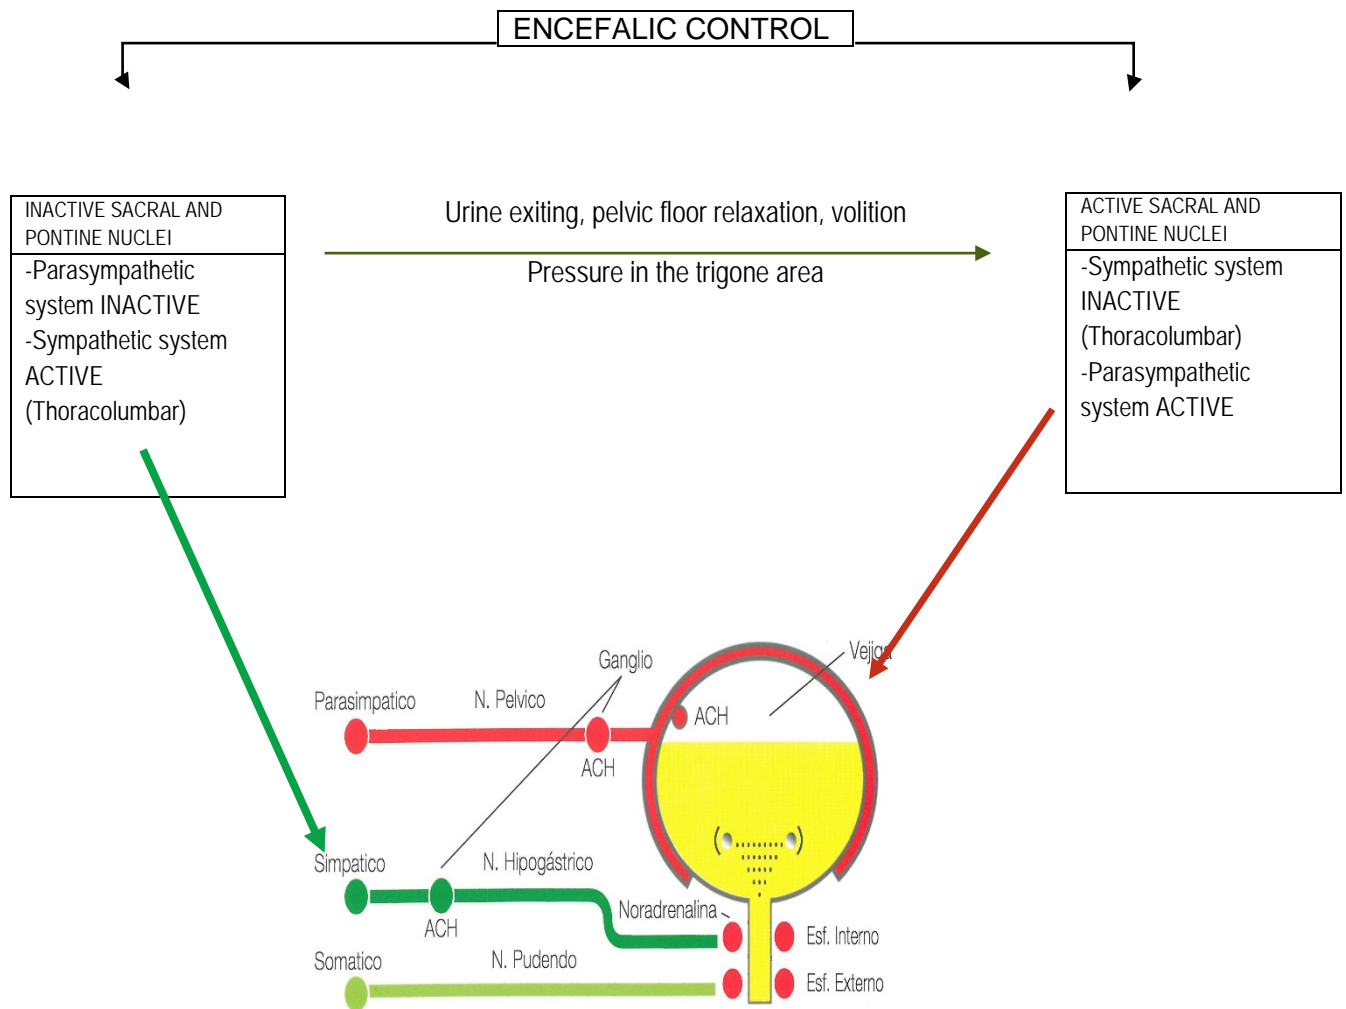 ENCEFALIC CONTROL
INACTIVE SACRAL AND
PONTINE NUCLEI
-Parasympathetic
system INACTIVE
-Sympathetic system
ACTIVE
(Thoracolumbar)
Urine exiting, pelvic floor relaxation, volition
Pressure in the trigone area
ACTIVE SACRAL AND
PONTINE NUCLEI
-Sympathetic system
INACTIVE
(Thoracolumbar)
-Parasympathetic
system ACTIVE
Vejiga
Ganglio
Parasimpatico
N. Pelvico
ACH
ACH
Simpatico
N. Hipogástrico
ACH
Noradrenalina
Esf. Interno
Somatico
N. Pudendo
Esf. Externo